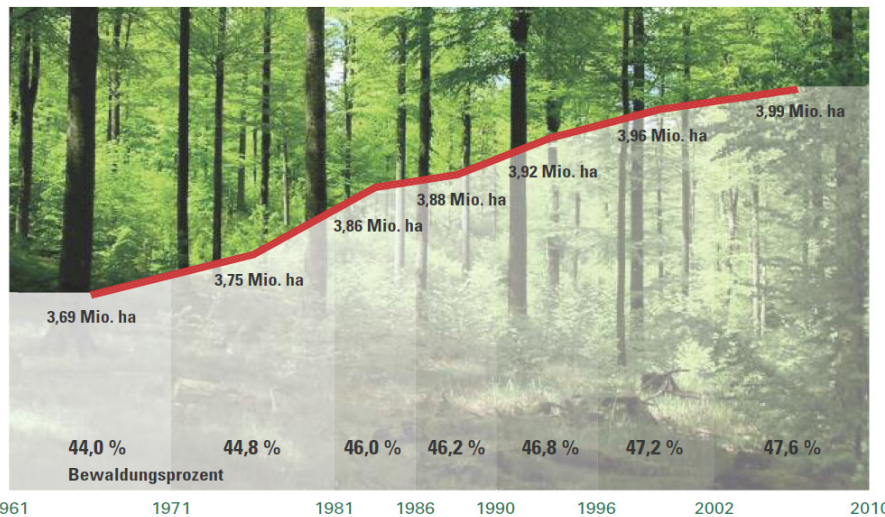 3,99 Mio. ha
3,96 Mio. ha
3,92 Mio. ha
3,88 Mio. ha
3,86 Mio. ha
3,75 Mio. ha
3,69 Mio. ha
44,0 % 44,8 % 46,0 % 46,2 % 46,8 % 47,2 % 47,6 %
Bewaldungsprozent
961 1971 1981 1986 1990 1996 2002 2010